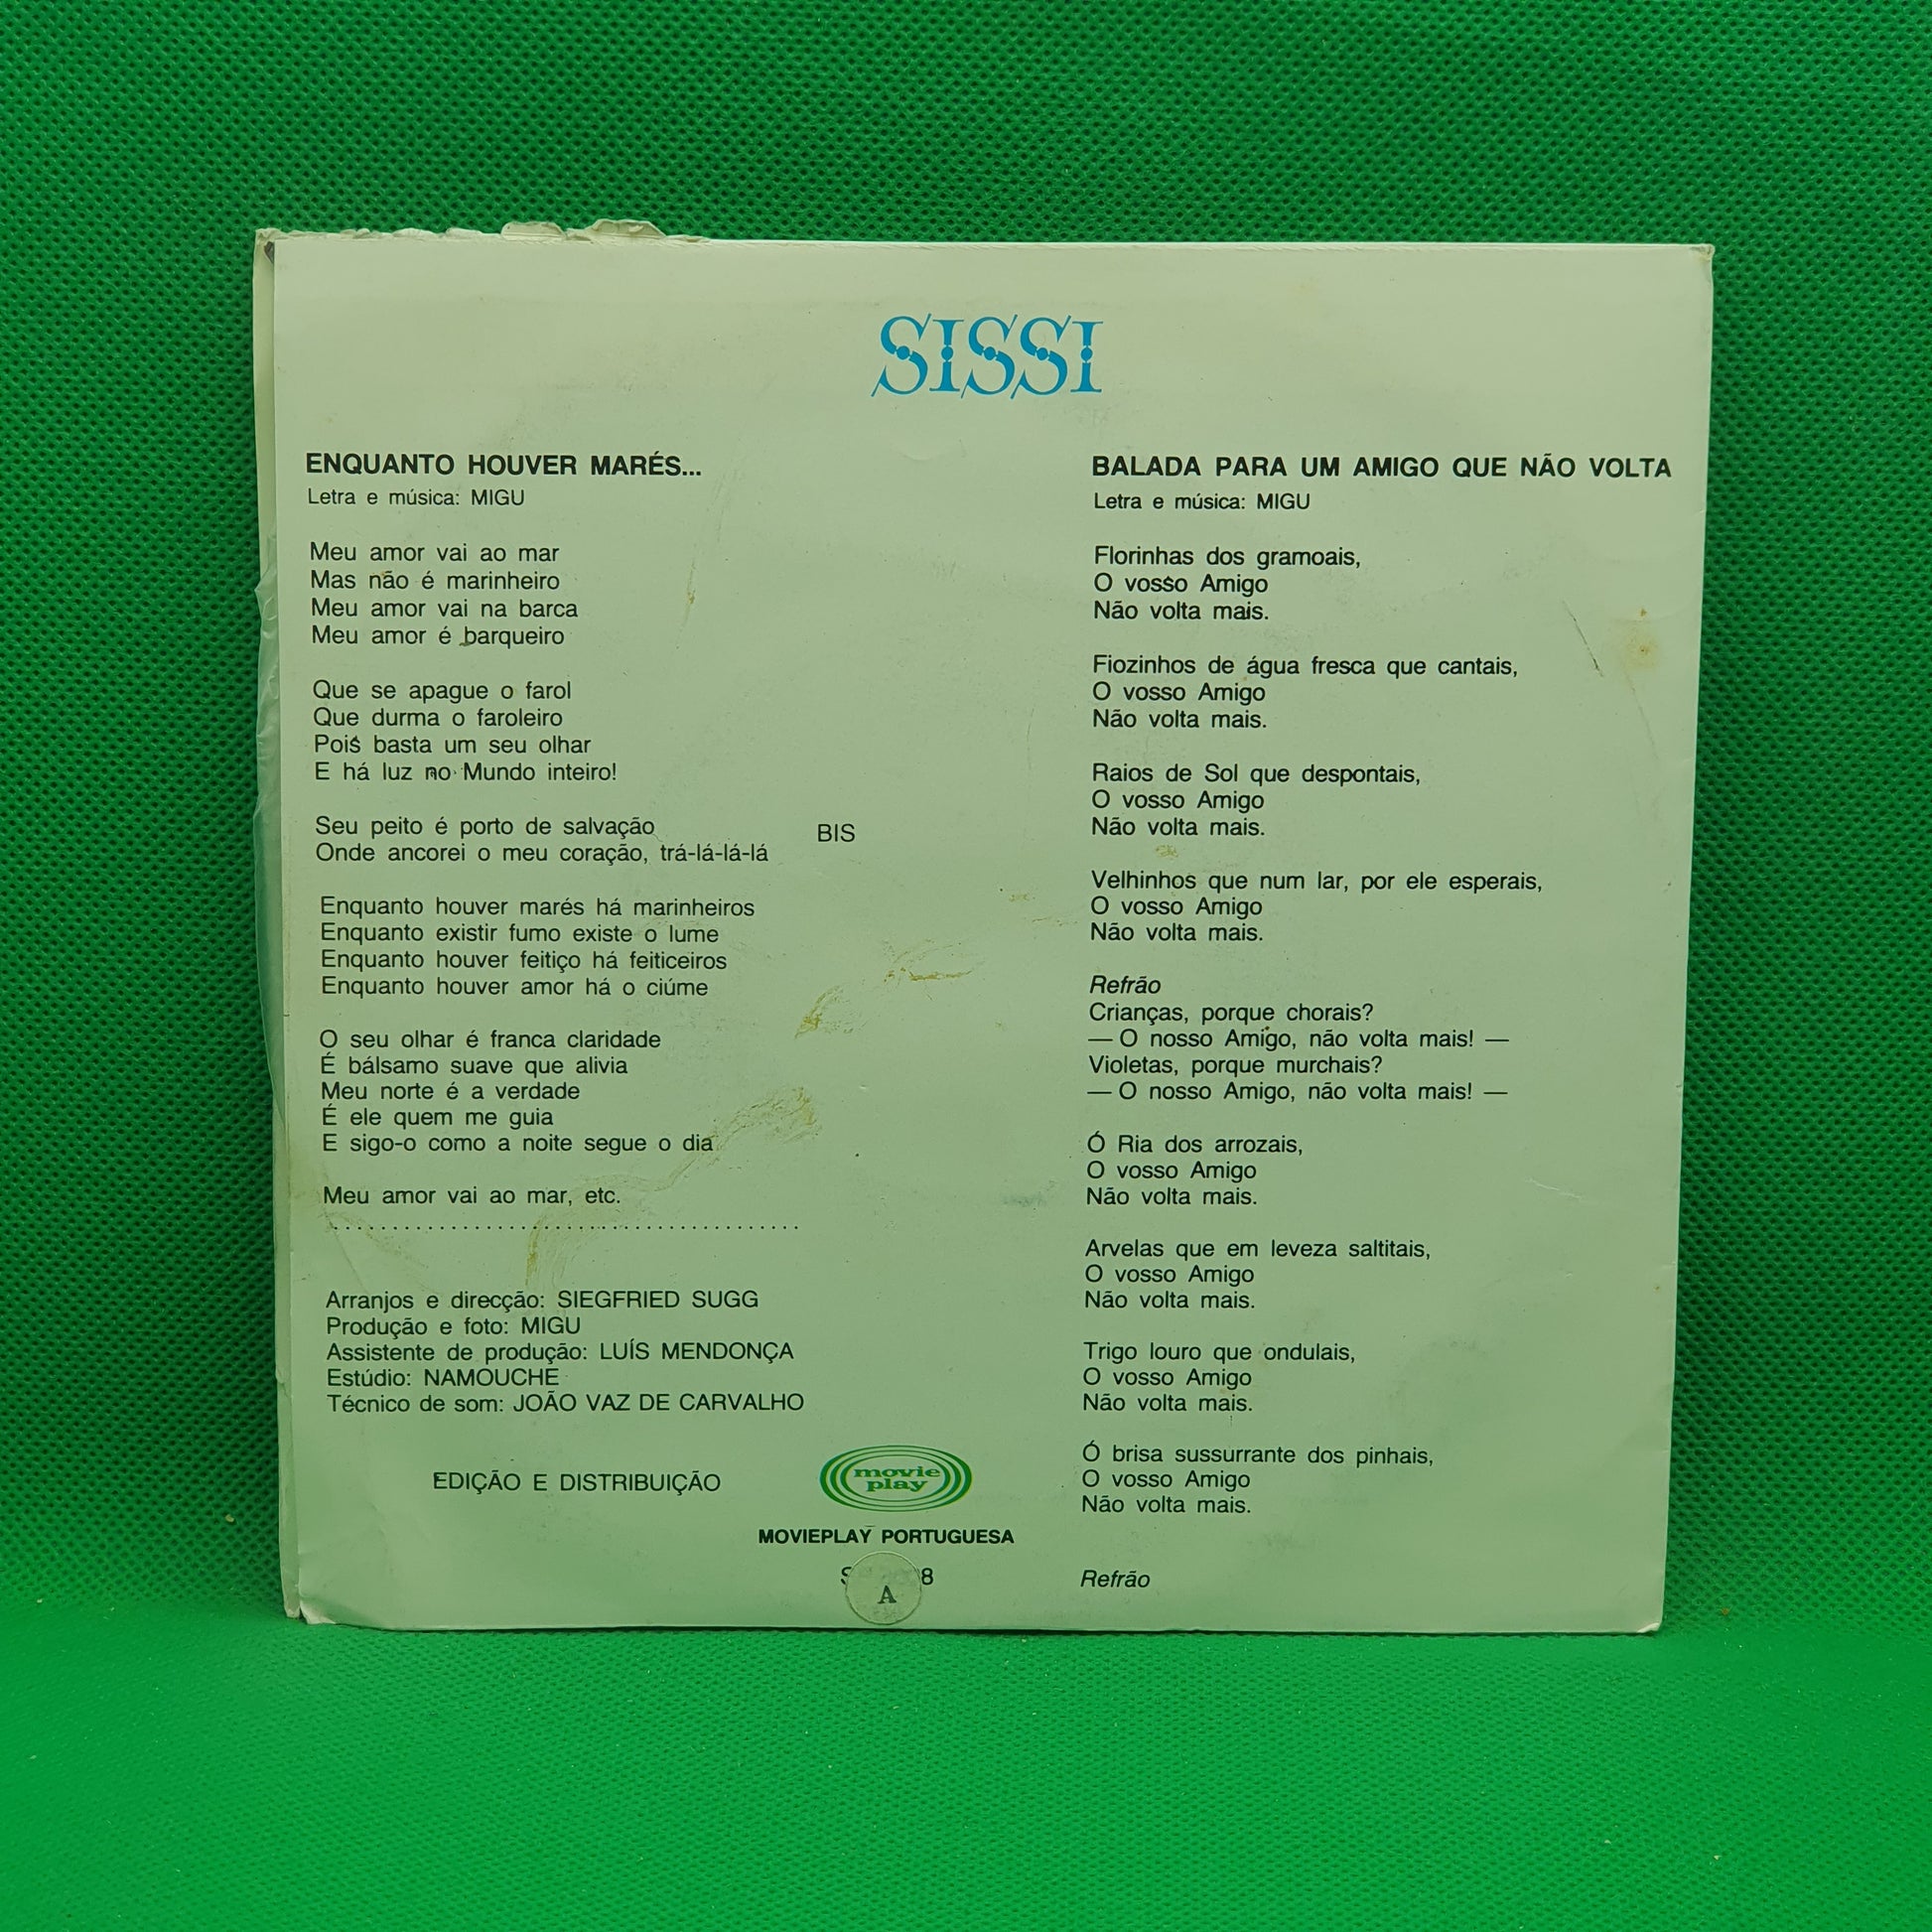 SISSI
ENQUANTO HOUVER MARÉS...
Letra e música: MIGU
Meu amor vai ao mar
Mas não é marinheiro
Meu amor vai na barca
Meu amor é barqueiro
Que se apague o farol
Que durma o faroleiro
Pois basta um seu olhar
E há luz no Mundo inteiro!
Seu peito é porto de salvação
Onde ancorei o meu coração, trá-lá-lá-lá
BIS
Enquanto houver marés há marinheiros
Enquanto existir fumo existe o lume
Enquanto houver feitiço há feiticeiros
Enquanto houver amor há o ciúme
O seu olhar é franca claridade
É bálsamo suave que alivia
Meu norte é a verdade
É ele quem me guia
E sigo-o como a noite segue o dia
Meu amor vai ao mar, etc.
........................................
Arranjos e direcção: SIEGFRIED SUGG
Produção e foto: MIGU
Assistente de produção: LUÍS MENDONÇA
Estúdio: NAMOUCHE
Técnico de som: JOÃO VAZ DE CARVALHO
EDIÇÃO E DISTRIBUIÇÃO
movie
play
MOVIEPLAY PORTUGUESA
A
BALADA PARA UM AMIGO QUE NÃO VOLTA
Letra e música: MIGU
Florinhas dos gramoais,
O vosso Amigo
Não volta mais.
Fiozinhos de água fresca que cantais,
O vosso Amigo
Não volta mais.
Raios de Sol que despontais,
O vosso Amigo
Não volta mais.
Velhinhos que num lar, por ele esperais,
O vosso Amigo
Não volta mais.
Refrão
Crianças, porque chorais?
— O nosso Amigo, não volta mais! —
Violetas, porque murchais?
— O nosso Amigo, não volta mais! —
Ó Ria dos arrozais,
O vosso Amigo
Não volta mais.
Arvelas que em leveza saltitais,
O vosso Amigo
Não volta mais.
Trigo louro que ondulais,
O vosso Amigo
Não volta mais.
Ó brisa sussurrante dos pinhais,
O vosso Amigo
Não volta mais.
Refrão